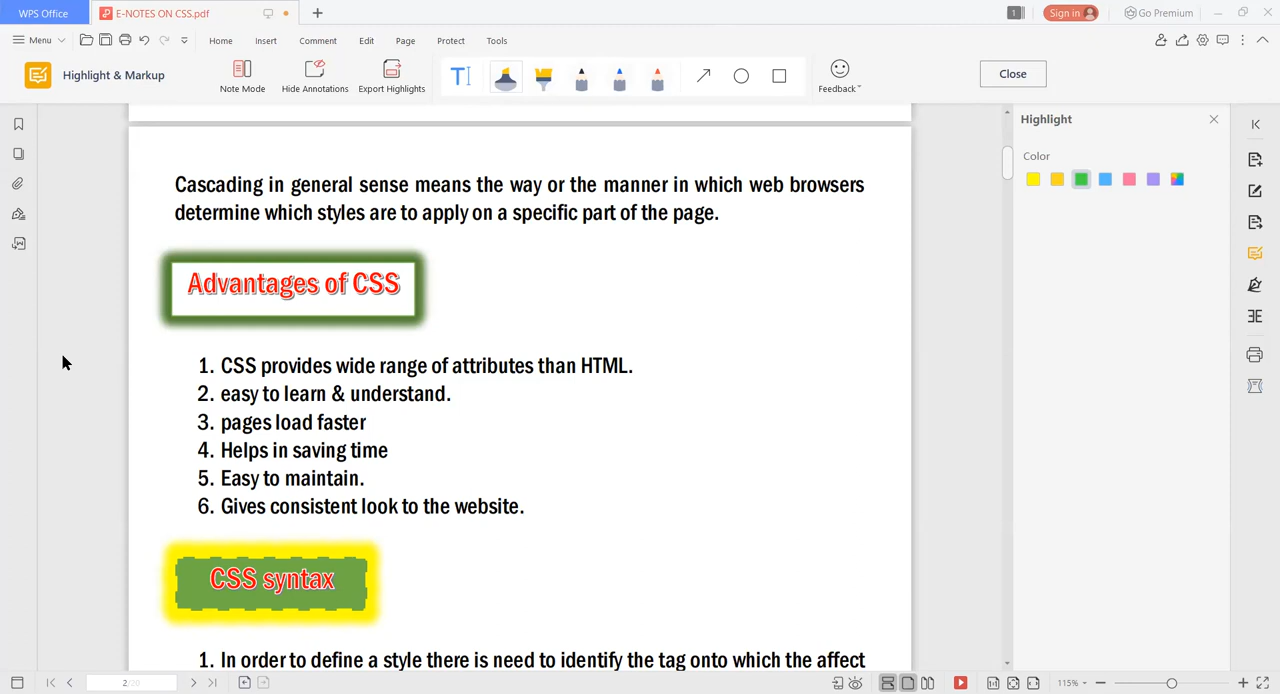 WPS Office
E-NOTES ON CSS.pdf
1
Sign in
Go Premium
Menu
Home
Insert
Comment
Edit
Page
Protect
Tools
Highlight & Markup
Note Mode
Hide Annotations
Export Highlights
T
Feedback
Close
Highlight
Color
Cascading in general sense means the way or the manner in which web browsers
determine which styles are to apply on a specific part of the page.
Advantages of CSS
1. CSS provides wide range of attributes than HTML.
2. easy to learn & understand.
3. pages load faster
4. Helps in saving time
5. Easy to maintain.
6. Gives consistent look to the website.
CSS syntax
1. In order to define a style there is need to identify the tag onto which the affect
2/20
115%